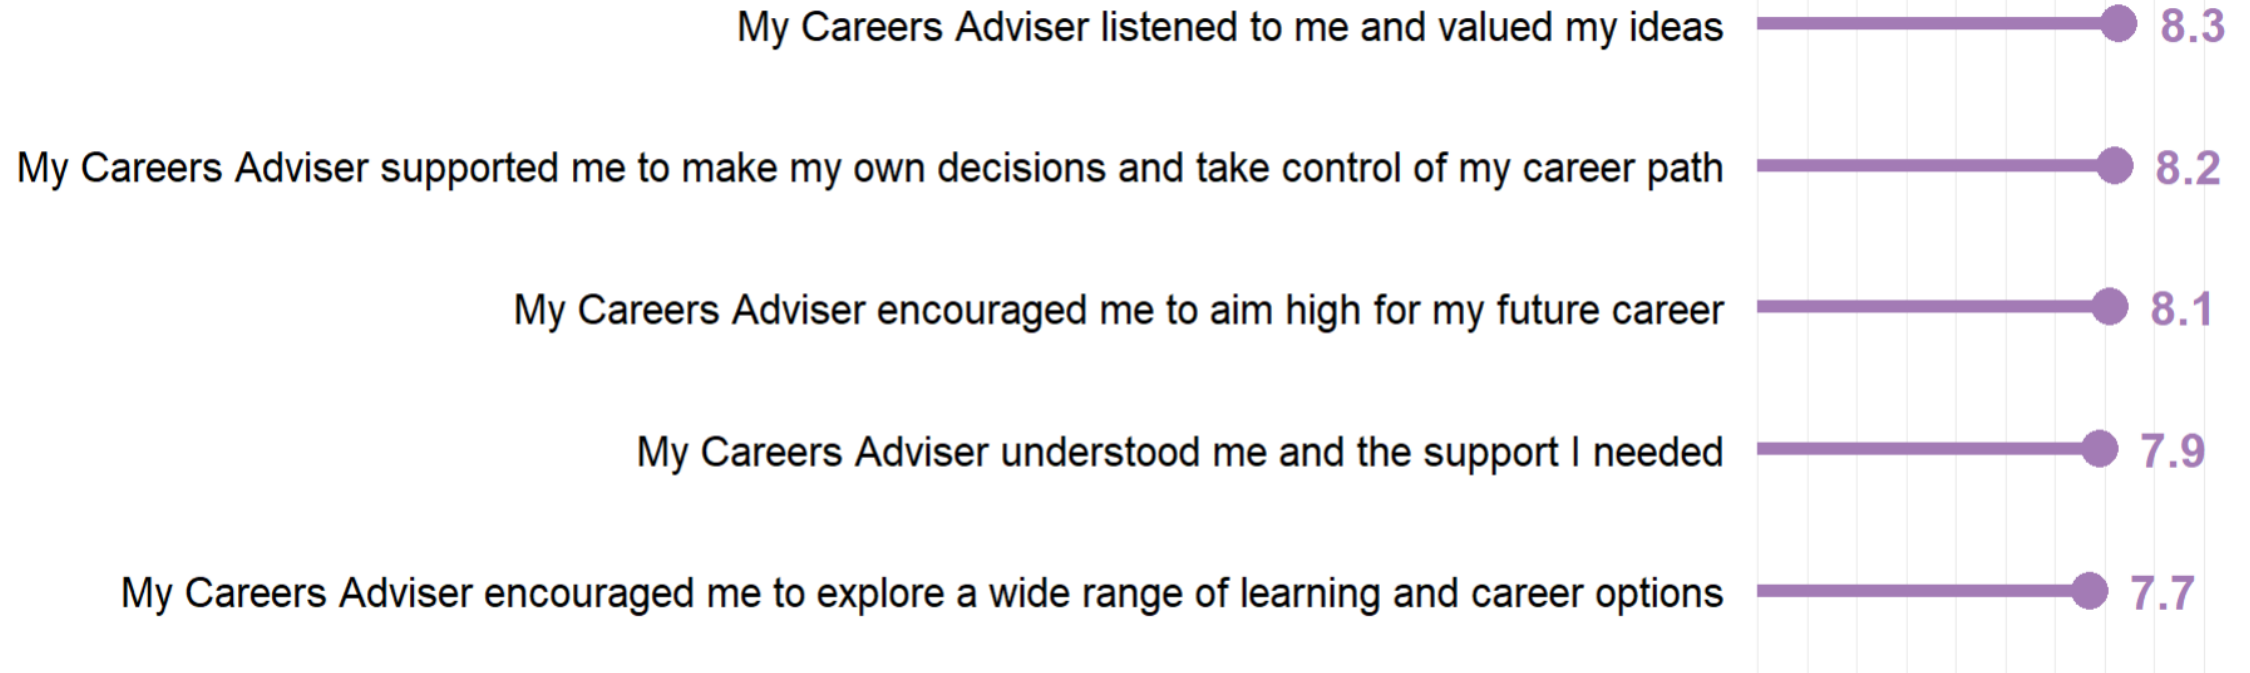 My Careers Adviser listened to me and valued my ideas 8.3
My Careers Adviser supported me to make my own decisions and take control of my career path 8.2
My Careers Adviser encouraged me to aim high for my future career 8.1
My Careers Adviser understood me and the support I needed 7.9
My Careers Adviser encouraged me to explore a wide range of learning and career options 7.7